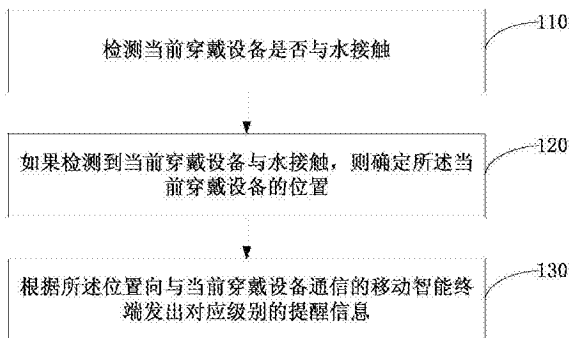 110
检测当前穿戴设备是否与水接触
120
如果检测到当前穿戴设备与水接触，则确定所述当
前穿戴设备的位置
130
根据所述位置向与当前穿戴设备通信的移动智能终
端发出对应级别的提醒信息